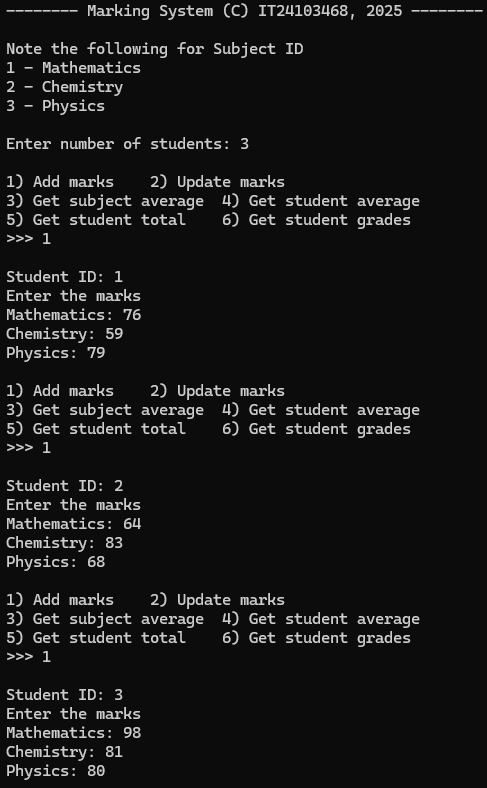 -------- Marking System (C) IT24103468, 2025 --------
Note the following for Subject ID
1 - Mathematics
2 - Chemistry
3 - Physics
Enter number of students: 3
1) Add marks    2) Update marks
3) Get subject average  4) Get student average
5) Get student total    6) Get student grades
>>> 1
Student ID: 1
Enter the marks
Mathematics: 76
Chemistry: 59
Physics: 79
1) Add marks    2) Update marks
3) Get subject average  4) Get student average
5) Get student total    6) Get student grades
>>> 1
Student ID: 2
Enter the marks
Mathematics: 64
Chemistry: 83
Physics: 68
1) Add marks    2) Update marks
3) Get subject average  4) Get student average
5) Get student total    6) Get student grades
>>> 1
Student ID: 3
Enter the marks
Mathematics: 98
Chemistry: 81
Physics: 80